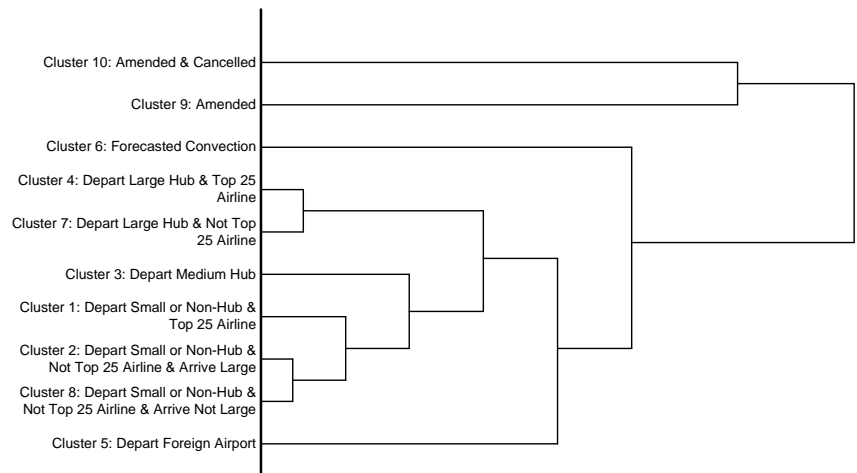 Cluster 10: Amended & Cancelled
Cluster 9: Amended
Cluster 6: Forecasted Convection
Cluster 4: Depart Large Hub & Top 25
Airline
Cluster 7: Depart Large Hub & Not Top
25 Airline
Cluster 3: Depart Medium Hub
Cluster 1: Depart Small or Non-Hub &
Top 25 Airline
Cluster 2: Depart Small or Non-Hub &
Not Top 25 Airline & Arrive Large
Cluster 8: Depart Small or Non-Hub &
Not Top 25 Airline & Arrive Not Large
Cluster 5: Depart Foreign Airport